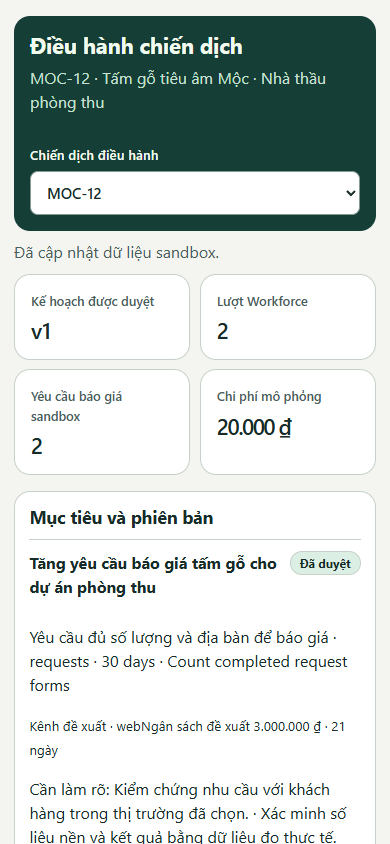 Điều hành chiến dịch
MOC-12 · Tấm gỗ tiêu âm Mộc · Nhà thầu
phòng thu
Chiến dịch điều hành
MOC-12
Đã cập nhật dữ liệu sandbox.
Kế hoạch được duyệt
v1
Lượt Workforce
2
Yêu cầu báo giá
sandbox
2
Chi phí mô phỏng
20.000 ₫
Mục tiêu và phiên bản
Tăng yêu cầu báo giá tấm gỗ cho
dự án phòng thu
Đã duyệt
Yêu cầu đủ số lượng và địa bàn để báo giá ·
requests · 30 days · Count completed request
forms
Kênh đề xuất · webNgân sách đề xuất 3.000.000 ₫ · 21
ngày
Cần làm rõ: Kiểm chứng nhu cầu với khách
hàng trong thị trường đã chọn. · Xác minh số
liệu nền và kết quả bằng dữ liệu đo thực tế.